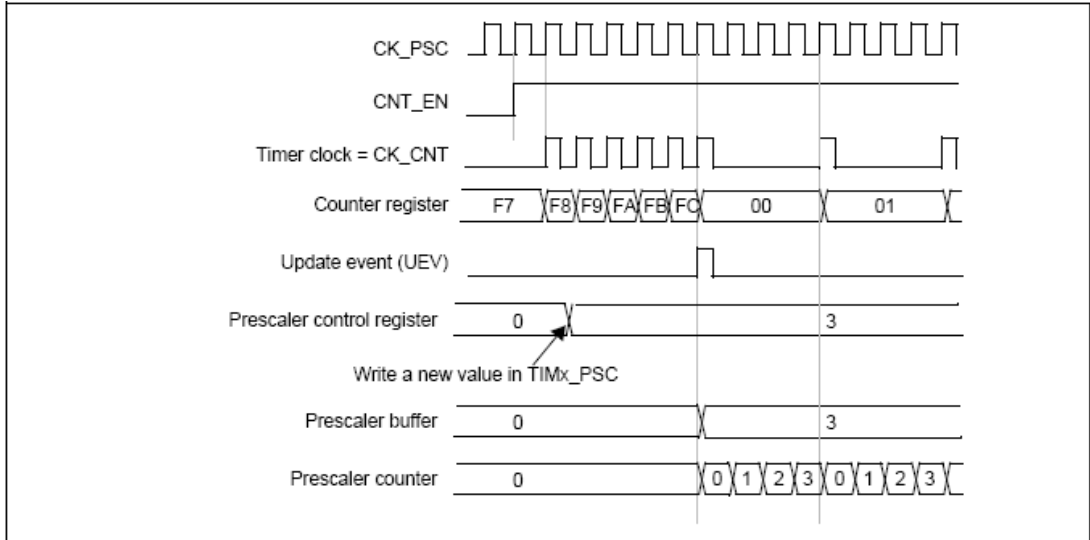 CK_PSC
CNT_EN
Timer clock = CK_CNT
Counter register F7 F8 F9 FA FB FC 00 01
Update event (UEV)
Prescaler control register 0 3
Write a new value in TIMx_PSC
Prescaler buffer 0 3
Prescaler counter 0 0 1 2 3 0 1 2 3